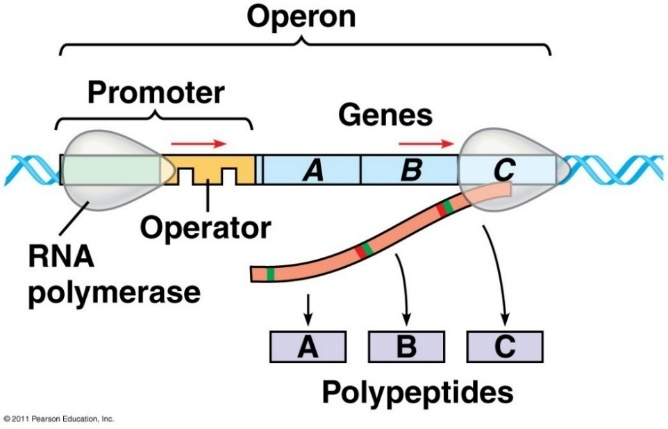 Operon
Promoter
Genes
A
B
C
Operator
RNA
polymerase
A
B
C
Polypeptides
© 2011 Pearson Education, Inc.